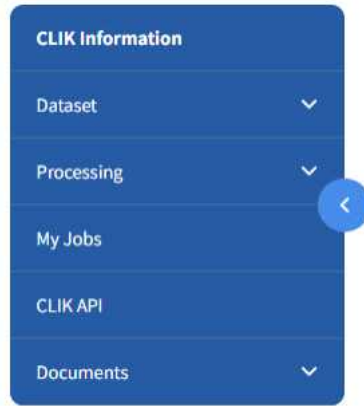 CLIK Information
Dataset
Processing
My Jobs
CLIK API
Documents